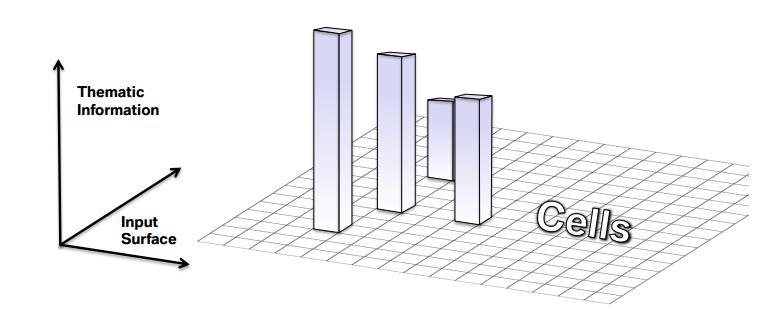 Thematic
Information
Input
Surface
Cells